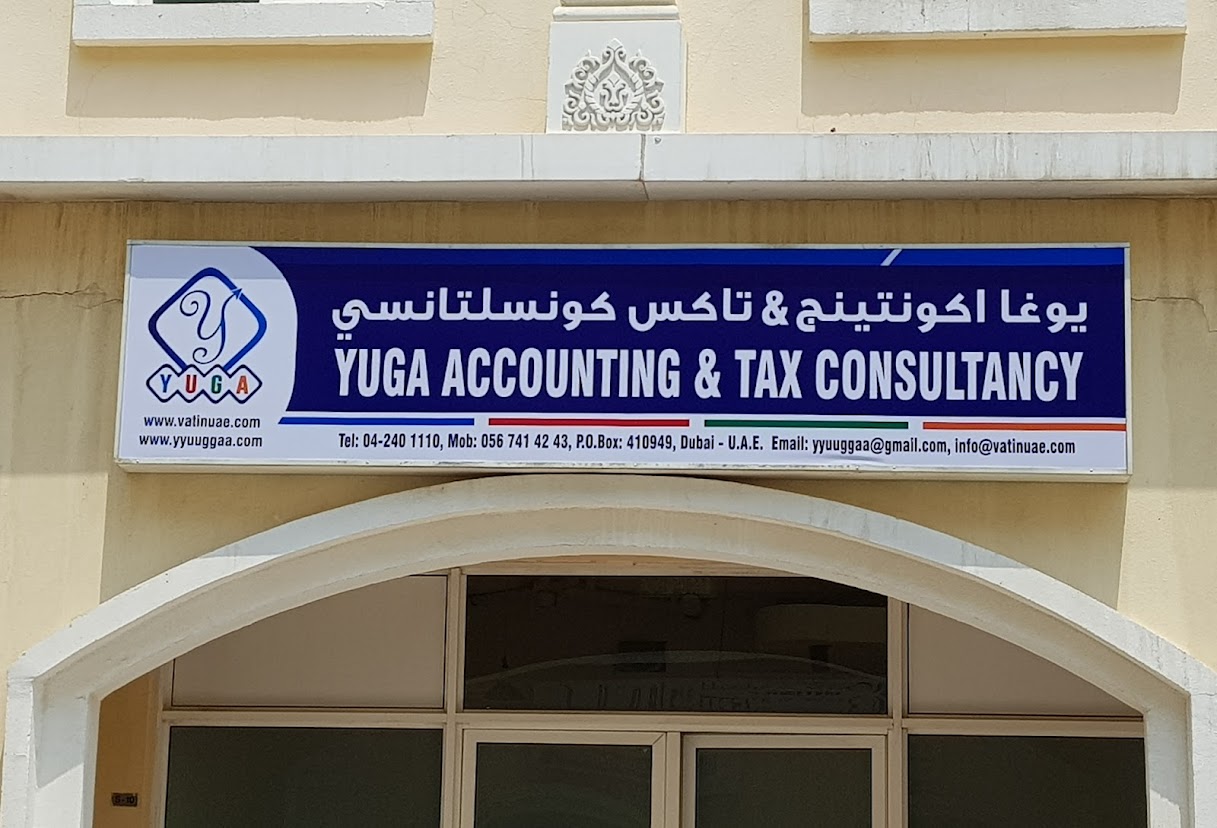 يوغا اكونتينج & تاكس كونسلتانسي
YUGA ACCOUNTING & TAX CONSULTANCY
Y
YUGA
www.vatinuae.com
www.yyuuggaa.com
Tel: 04-240 1110, Mob: 056 741 42 43, P.O.Box: 410949, Dubai - U.A.E. Email: yyuuggaa@gmail.com, info@vatinuae.com
S-10